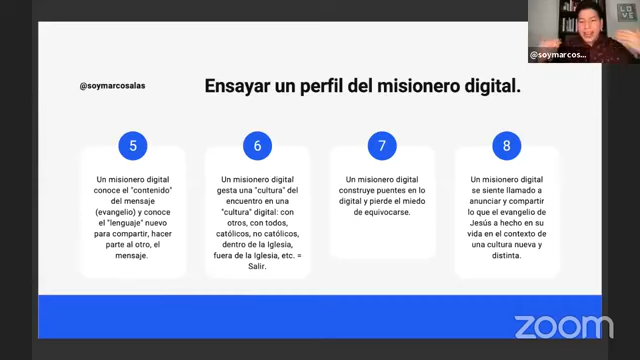 @soymarcosalas
Ensayar un perfil del misionero digital.
5
Un misionero digital
conoce el "contenido"
del mensaje
(evangelio) y conoce
el "lenguaje" nuevo
para compartir, hacer
parte al otro, el
mensaje.
6
Un misionero digital
gesta una "cultura" del
encuentro en una
"cultura" digital: con
otros, con todos,
católicos, no católicos,
dentro de la Iglesia,
fuera de la Iglesia, etc. =
Salir.
7
Un misionero digital
construye puentes en lo
digital y pierde el miedo
de equivocarse.
8
Un misionero digital
se siente llamado a
anunciar y compartir
lo que el evangelio de
Jesús a hecho en su
vida en el contexto de
una cultura nueva y
distinta.
@soymarcos...
LOVE
zoom